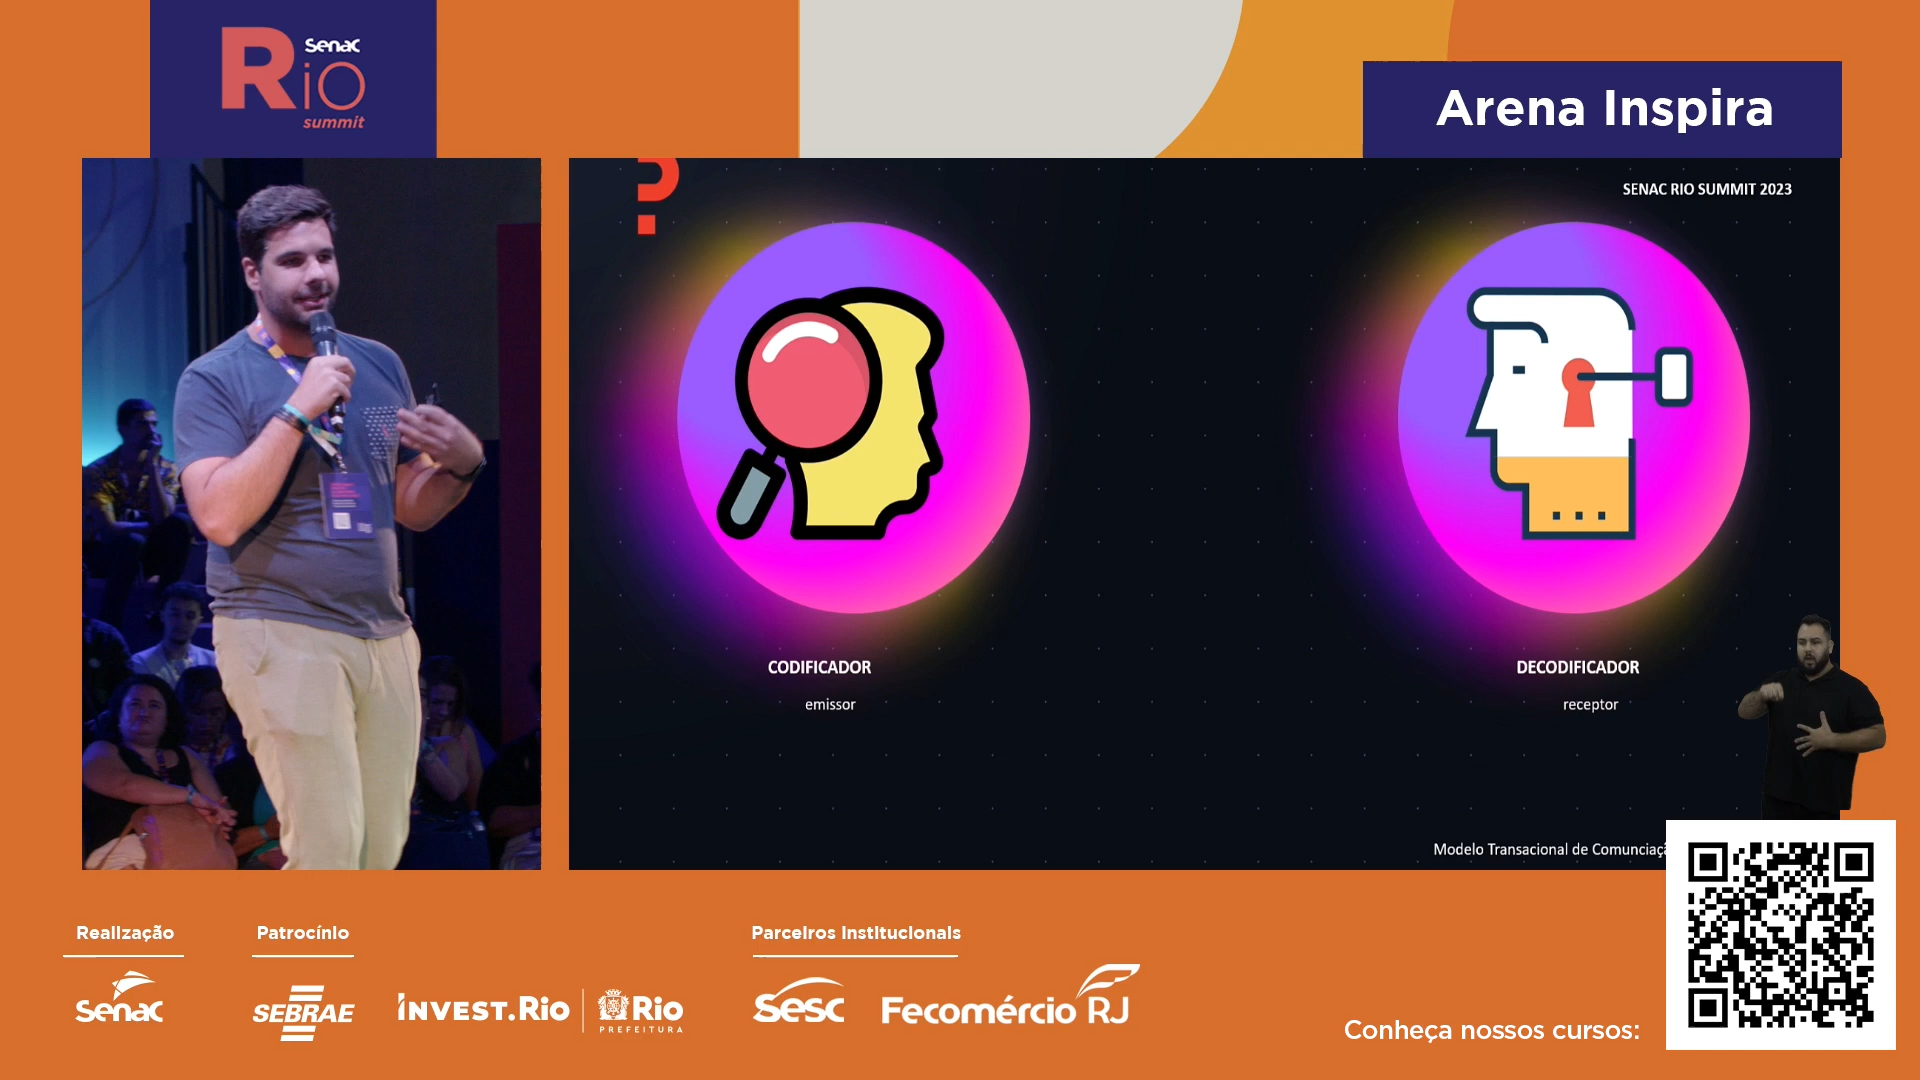 Senac
Rio
summit
Arena Inspira
?
SENAC RIO SUMMIT 2023
CODIFICADOR
emissor
DECODIFICADOR
receptor
Modelo Transacional de Comunciaçã
Realização
Patrocínio
Parceiros Institucionais
Senac
SEBRAE
INVEST.Rio
Rio
PREFEITURA
Sesc
Fecomércio RJ
Conheça nossos cursos: